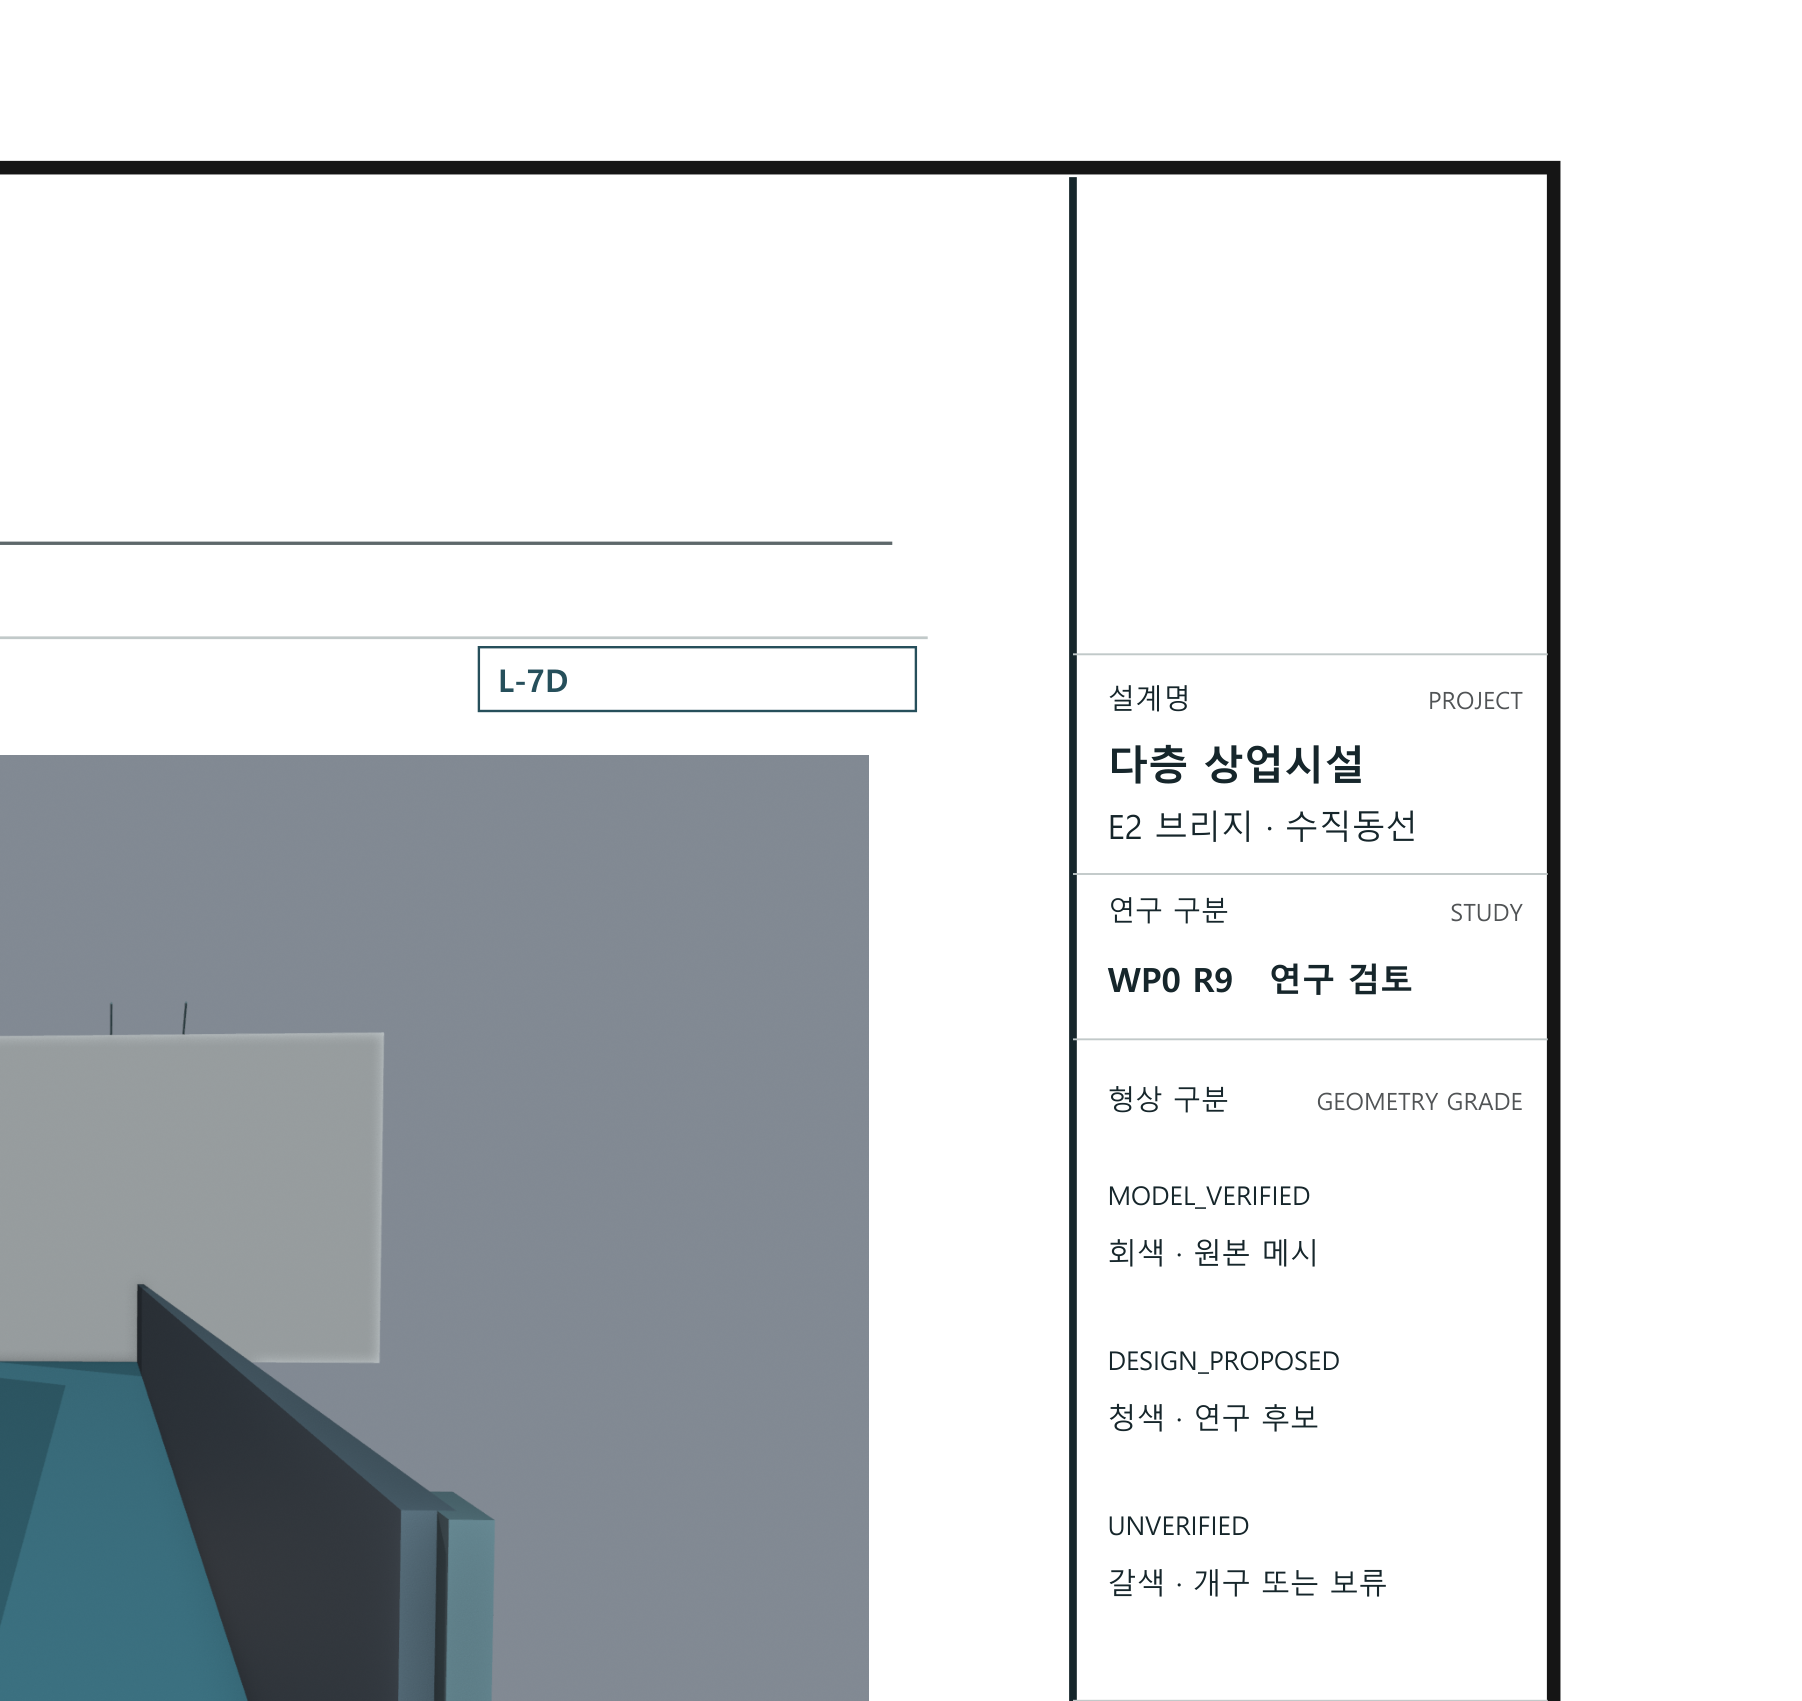 L-7D
설계명 PROJECT
다층 상업시설
E2 브리지 · 수직동선
연구 구분 STUDY
WP0 R9 연구 검토
형상 구분 GEOMETRY GRADE
MODEL_VERIFIED
회색 · 원본 메시
DESIGN_PROPOSED
청색 · 연구 후보
UNVERIFIED
갈색 · 개구 또는 보류